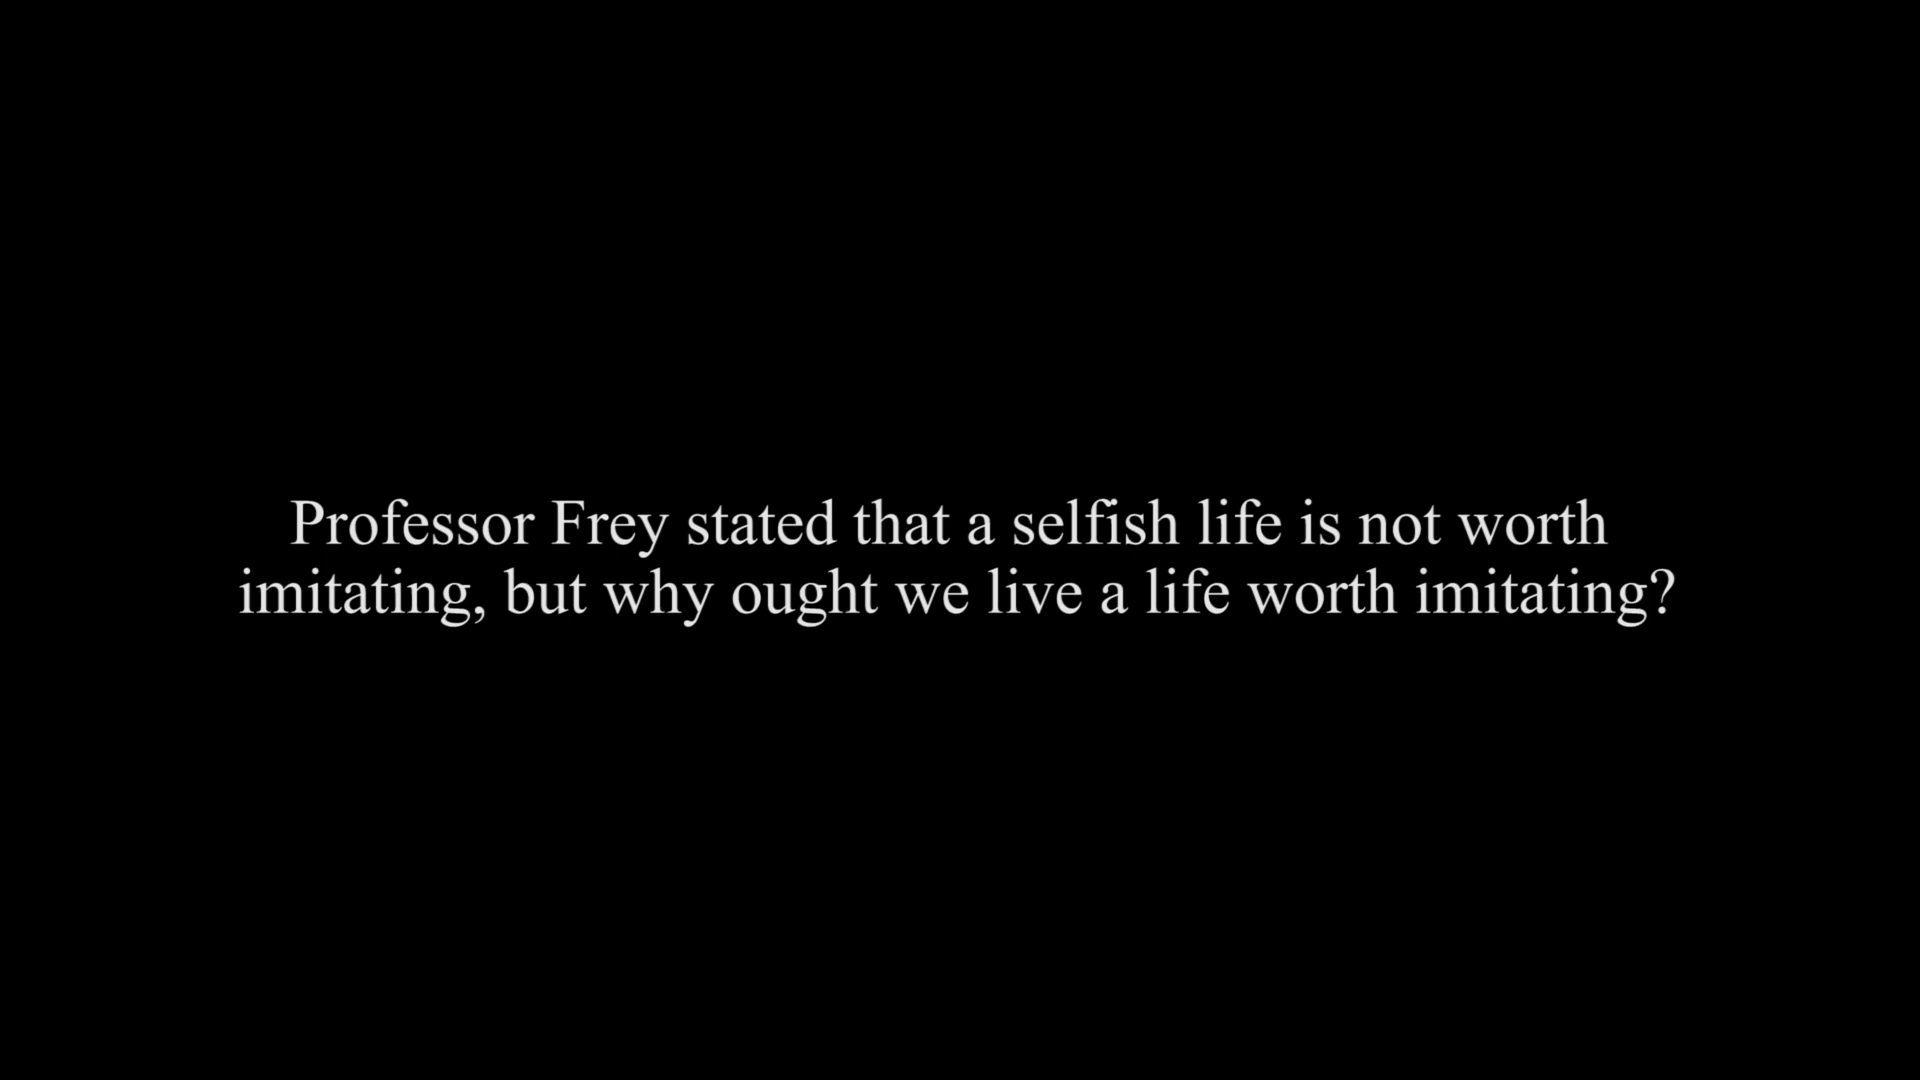 Professor Frey stated that a selfish life is not worth
imitating, but why ought we live a life worth imitating?